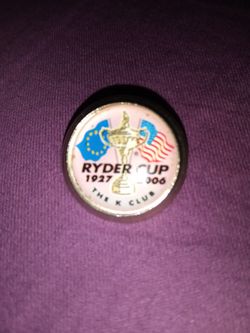 RYDER CUP
1927 2006
THE K CLUB